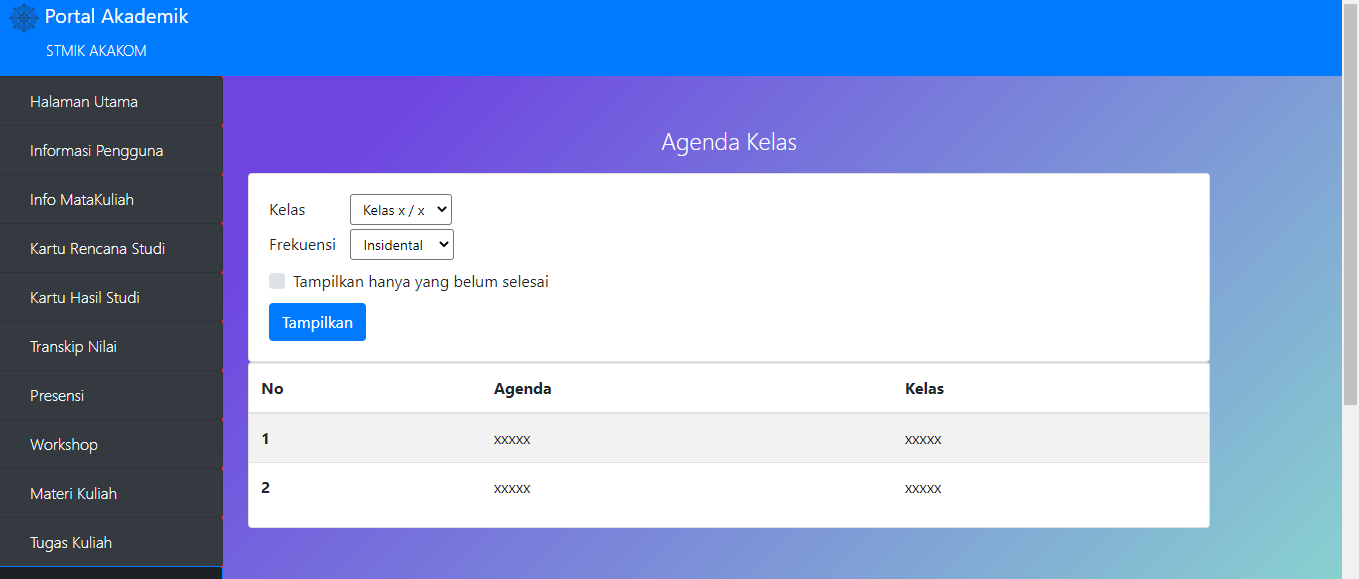 Portal Akademik
STMIK AKAKOM
Halaman Utama
Informasi Pengguna
Info MataKuliah
Kartu Rencana Studi
Kartu Hasil Studi
Transkip Nilai
Presensi
Workshop
Materi Kuliah
Tugas Kuliah
Agenda Kelas
Kelas Kelas x / x
Frekuensi Insidental
Tampilkan hanya yang belum selesai
Tampilkan
No Agenda Kelas
1 xxxxx xxxxx
2 xxxxx xxxxx